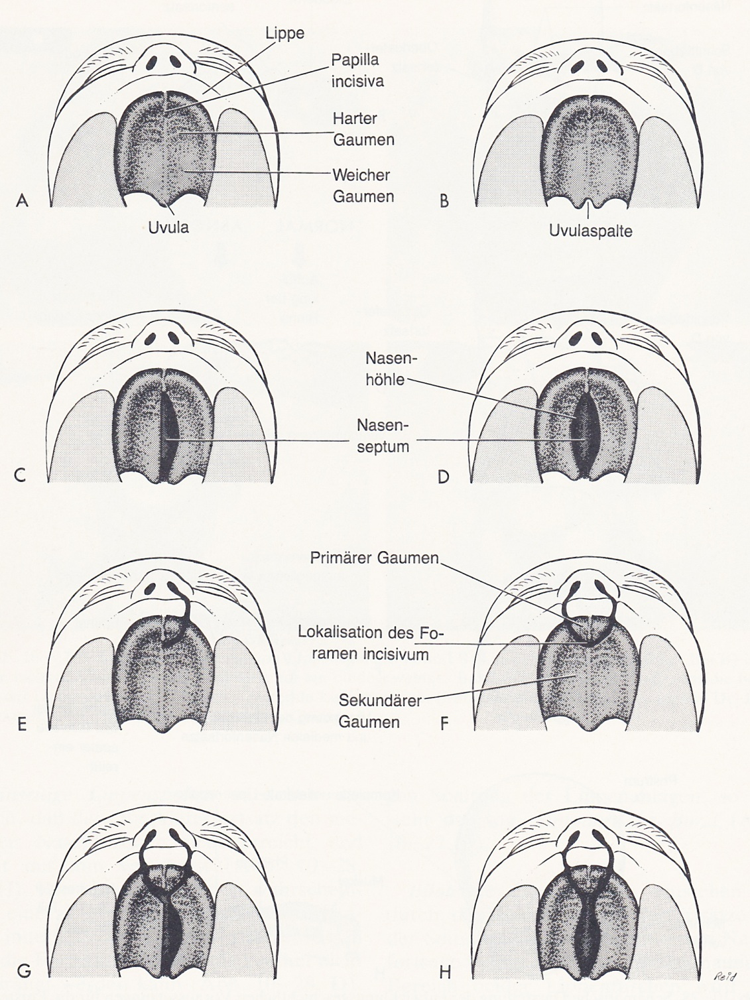 Lippe
Papilla
incisiva
Harter
Gaumen
Weicher
Gaumen
A
Uvula
B
Uvulaspalte
Nasen-
höhle
Nasen-
septum
C
D
Primärer Gaumen
Lokalisation des Fo-
ramen incisivum
Sekundärer
Gaumen
E
F
G
H
Reid